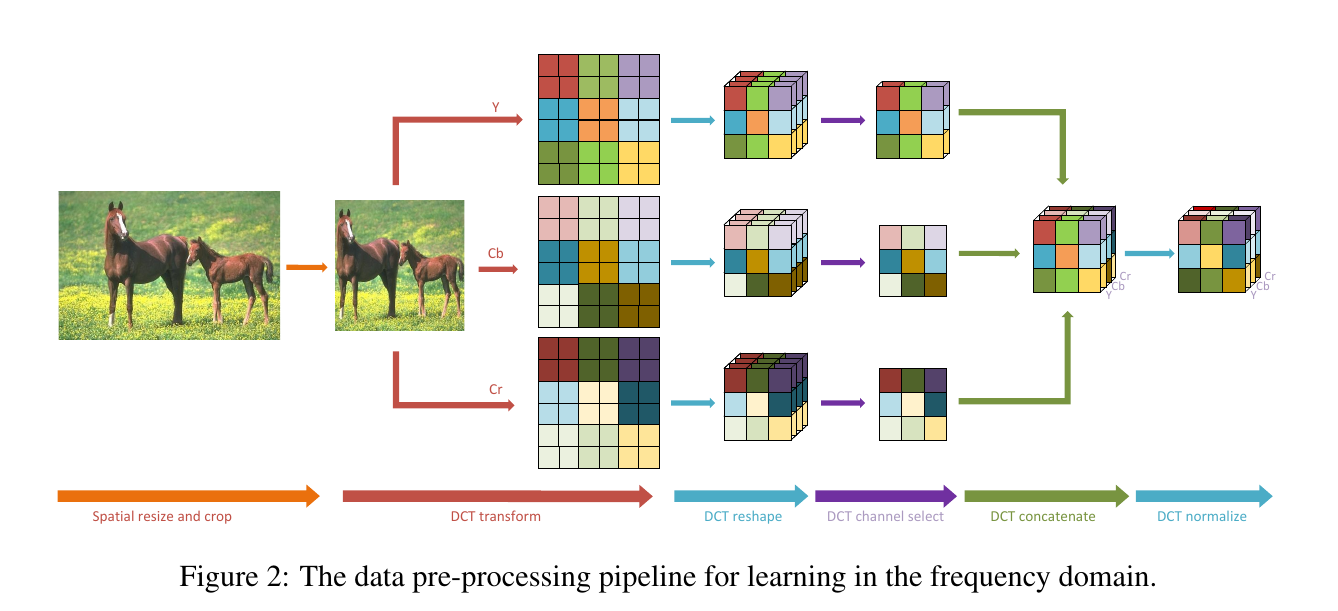 Y
Cb
Cr
Cr
Cb
Y
Cr
Cb
Y
Spatial resize and crop
DCT transform
DCT reshape
DCT channel select
DCT concatenate
DCT normalize
Figure 2: The data pre-processing pipeline for learning in the frequency domain.